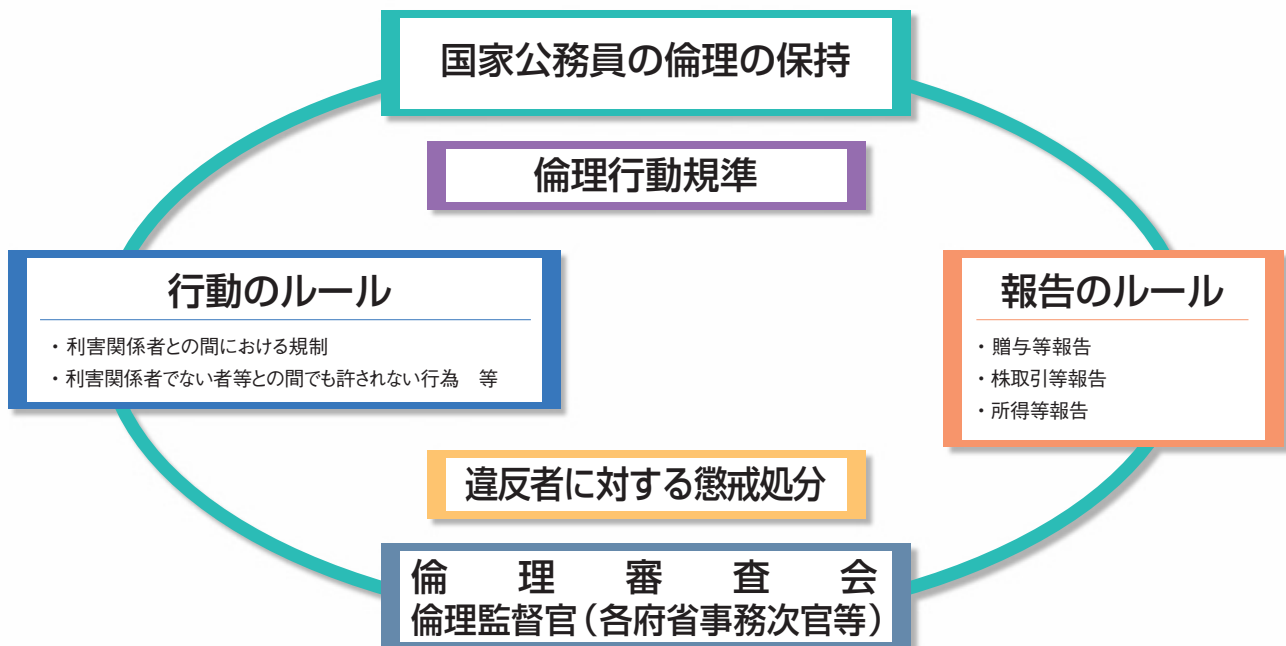 国家公務員の倫理の保持
倫理行動規準
行動のルール
・利害関係者との間における規制
・利害関係者でない者等との間でも許されない行為　等
報告のルール
・贈与等報告
・株取引等報告
・所得等報告
違反者に対する懲戒処分
倫理審査会
倫理監督官(各府省事務次官等)